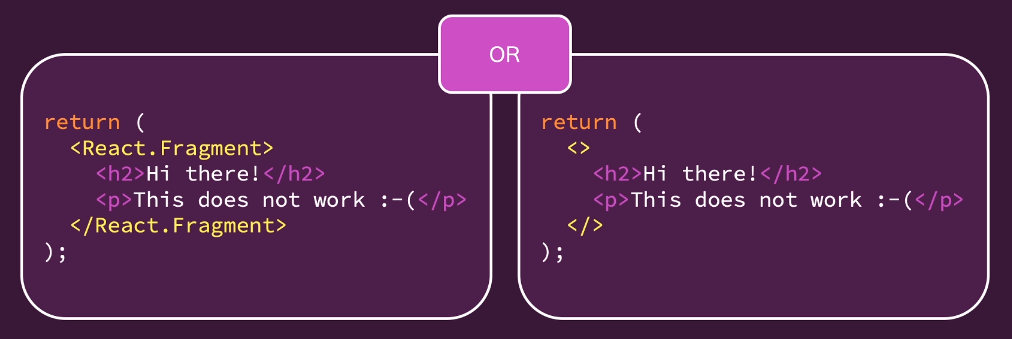 OR
return (
<React.Fragment>
<h2>Hi there!</h2>
<p>This does not work :-(</p>
</React.Fragment>
);
return (
<>
<h2>Hi there!</h2>
<p>This does not work :-(</p>
</>
);